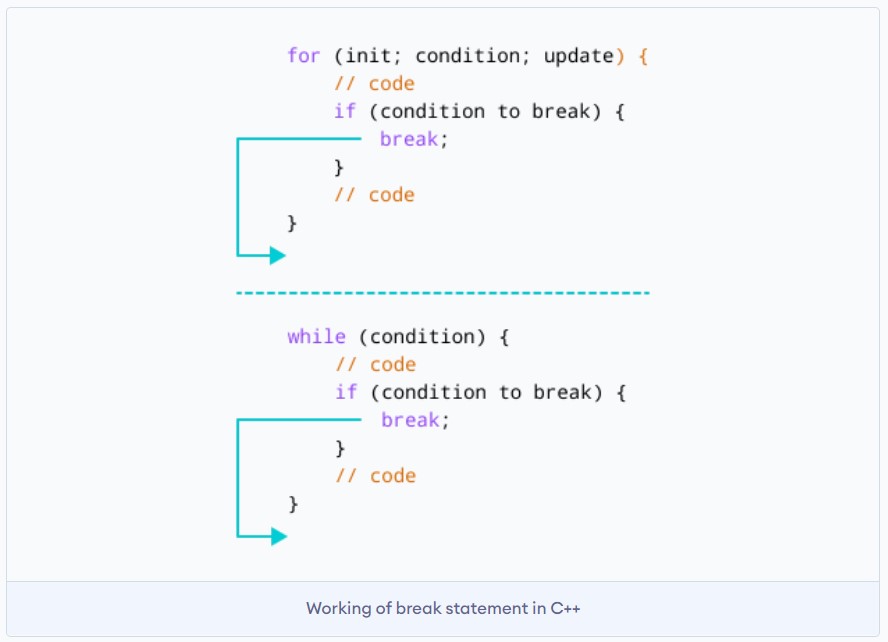 for (init; condition; update) {
// code
if (condition to break) {
break;
}
// code
}
while (condition) {
// code
if (condition to break) {
break;
}
// code
}
Working of break statement in C++